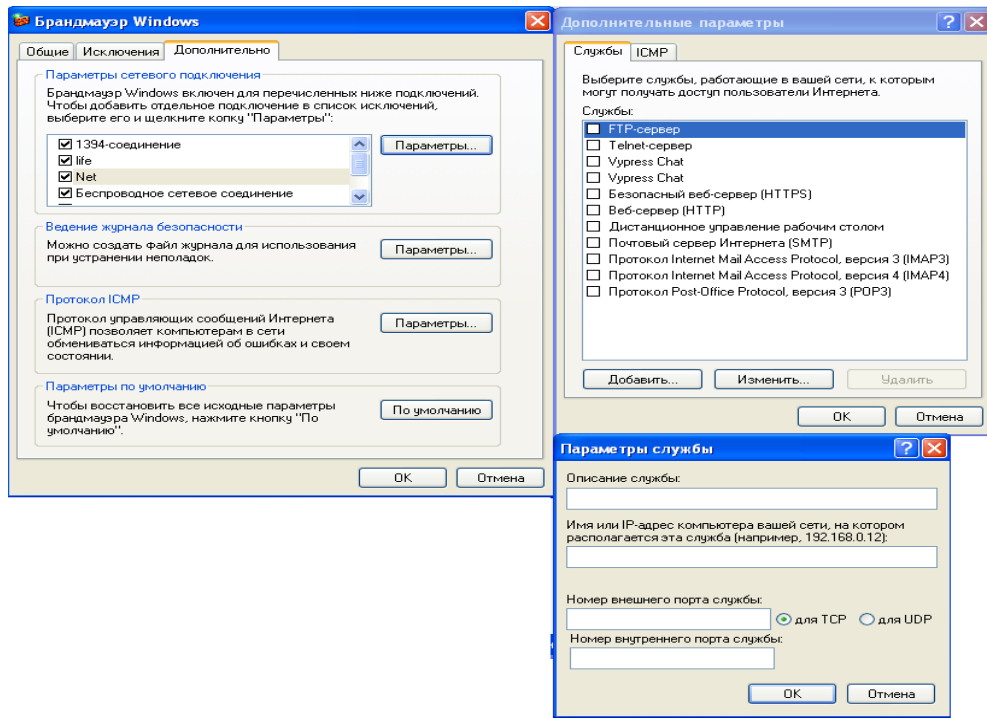 Брандмауэр Windows
Общие Исключения Дополнительно
Параметры сетевого подключения
Брандмауэр Windows включен для перечисленных ниже подключений.
Чтобы добавить отдельное подключение в список исключений,
выберите его и щелкните копку "Параметры":
1394-соединение
life
Net
Беспроводное сетевое соединение
Параметры...
Ведение журнала безопасности
Можно создать файл журнала для использования
при устранении неполадок.
Параметры...
Протокол ICMP
Протокол управляющих сообщений Интернета
(ICMP) позволяет компьютерам в сети
обмениваться информацией об ошибках и своем
состоянии.
Параметры...
Параметры по умолчанию
Чтобы восстановить все исходные параметры
брандмауэра Windows, нажмите кнопку "По
умолчанию".
По умолчанию
ОК Отмена
Дополнительные параметры
Службы ICMP
Выберите службы, работающие в вашей сети, к которым
могут получать доступ пользователи Интернета.
Службы:
FTP-сервер
Telnet-сервер
Vypress Chat
Vypress Chat
Безопасный веб-сервер (HTTPS)
Веб-сервер (HTTP)
Дистанционное управление рабочим столом
Почтовый сервер Интернета (SMTP)
Протокол Internet Mail Access Protocol, версия 3 (IMAP3)
Протокол Internet Mail Access Protocol, версия 4 (IMAP4)
Протокол Post-Office Protocol, версия 3 (POP3)
Добавить... Изменить... Удалить
ОК Отмена
Параметры службы
Описание службы:
Имя или IP-адрес компьютера вашей сети, на котором
располагается эта служба (например, 192.168.0.12):
Номер внешнего порта службы:
для TCP для UDP
Номер внутреннего порта службы:
ОК Отмена